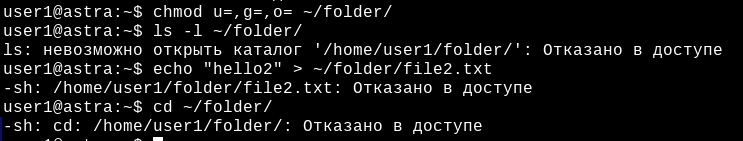 user1@astra:~$ chmod u=,g=,o= ~/folder/
user1@astra:~$ ls -l ~/folder/
ls: невозможно открыть каталог '/home/user1/folder/': Отказано в доступе
user1@astra:~$ echo "hello2" > ~/folder/file2.txt
-sh: /home/user1/folder/file2.txt: Отказано в доступе
user1@astra:~$ cd ~/folder/
-sh: cd: /home/user1/folder/: Отказано в доступе
user1@astra:~$